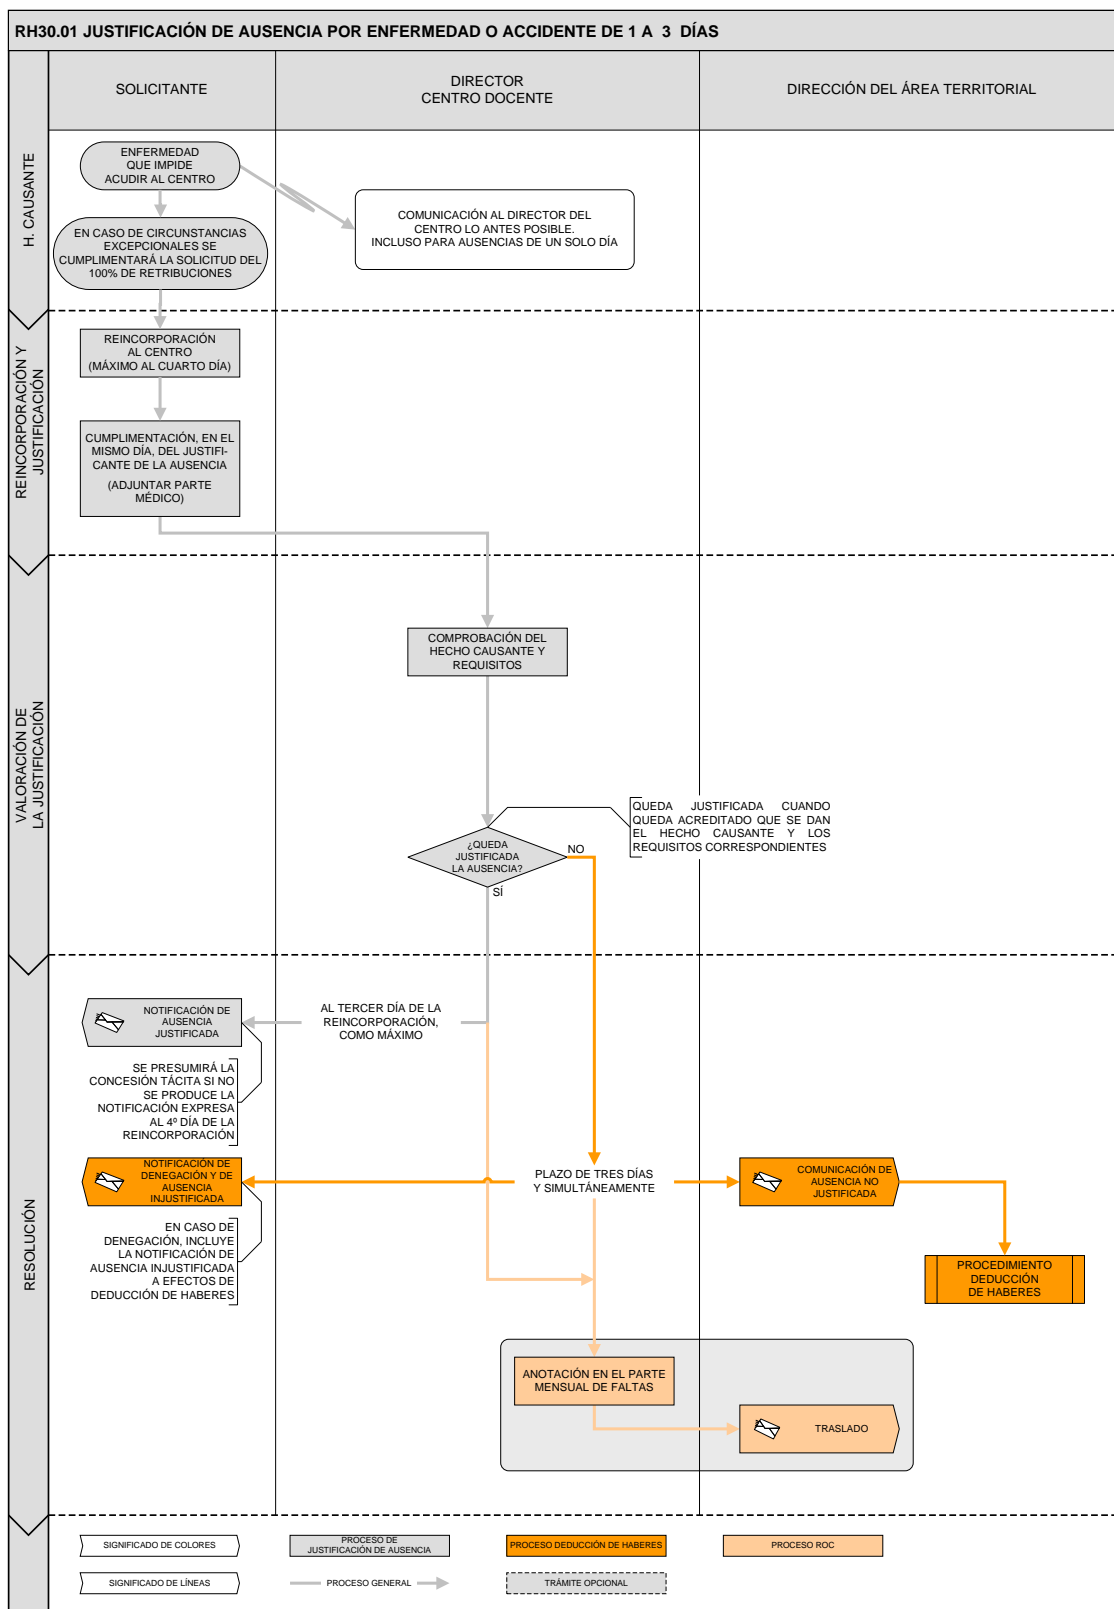 RH30.01 JUSTIFICACIÓN DE AUSENCIA POR ENFERMEDAD O ACCIDENTE DE 1 A 3 DÍAS
SOLICITANTE
DIRECTOR
CENTRO DOCENTE
DIRECCIÓN DEL ÁREA TERRITORIAL
H. CAUSANTE
ENFERMEDAD
QUE IMPIDE
ACUDIR AL CENTRO
COMUNICACIÓN AL DIRECTOR DEL
CENTRO LO ANTES POSIBLE.
INCLUSO PARA AUSENCIAS DE UN SOLO DÍA
EN CASO DE CIRCUNSTANCIAS
EXCEPCIONALES SE
CUMPLIMENTARÁ LA SOLICITUD DEL
100% DE RETRIBUCIONES
REINCORPORACIÓN Y
JUSTIFICACIÓN
REINCORPORACIÓN
AL CENTRO
(MÁXIMO AL CUARTO DÍA)
CUMPLIMENTACIÓN, EN EL
MISMO DÍA, DEL JUSTIFI-
CANTE DE LA AUSENCIA
(ADJUNTAR PARTE
MÉDICO)
VALORACIÓN DE
LA JUSTIFICACIÓN
COMPROBACIÓN DEL
HECHO CAUSANTE Y
REQUISITOS
QUEDA JUSTIFICADA CUANDO
QUEDA ACREDITADO QUE SE DAN
EL HECHO CAUSANTE Y LOS
REQUISITOS CORRESPONDIENTES
¿QUEDA
JUSTIFICADA
LA AUSENCIA?
NO
SÍ
RESOLUCIÓN
NOTIFICACIÓN DE
AUSENCIA
JUSTIFICADA
AL TERCER DÍA DE LA
REINCORPORACIÓN,
COMO MÁXIMO
SE PRESUMIRÁ LA
CONCESIÓN TÁCITA SI NO
SE PRODUCE LA
NOTIFICACIÓN EXPRESA
AL 4º DÍA DE LA
REINCORPORACIÓN
NOTIFICACIÓN DE
DENEGACIÓN Y DE
AUSENCIA
INJUSTIFICADA
PLAZO DE TRES DÍAS
Y SIMULTÁNEAMENTE
COMUNICACIÓN DE
AUSENCIA NO
JUSTIFICADA
EN CASO DE
DENEGACIÓN, INCLUYE
LA NOTIFICACIÓN DE
AUSENCIA INJUSTIFICADA
A EFECTOS DE
DEDUCCIÓN DE HABERES
PROCEDIMIENTO
DEDUCCIÓN
DE HABERES
ANOTACIÓN EN EL PARTE
MENSUAL DE FALTAS
TRASLADO
SIGNIFICADO DE COLORES
PROCESO DE
JUSTIFICACIÓN DE AUSENCIA
PROCESO DEDUCCIÓN DE HABERES
PROCESO ROC
SIGNIFICADO DE LÍNEAS
PROCESO GENERAL
TRÁMITE OPCIONAL